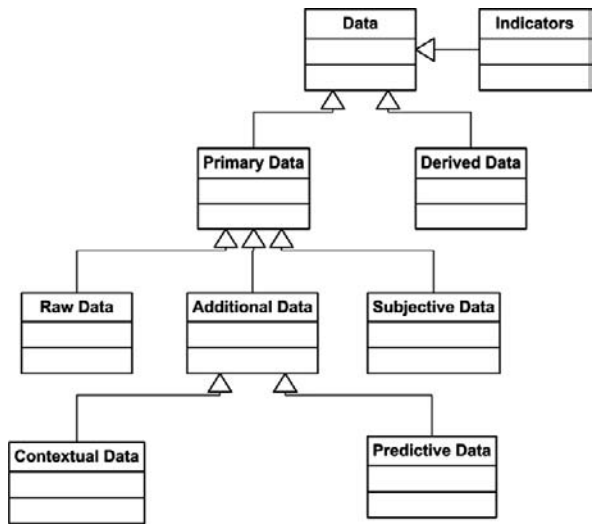 Data
Indicators
Primary Data
Derived Data
Raw Data
Additional Data
Subjective Data
Contextual Data
Predictive Data